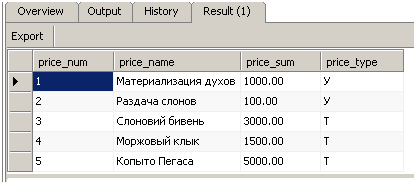 Overview Output History Result (1)
Export
price_num price_name price_sum price_type
1 Материализация духов 1000.00 У
2 Раздача слонов 100.00 У
3 Слоновий бивень 3000.00 Т
4 Моржовый клык 1500.00 Т
5 Копыто Пегаса 5000.00 Т